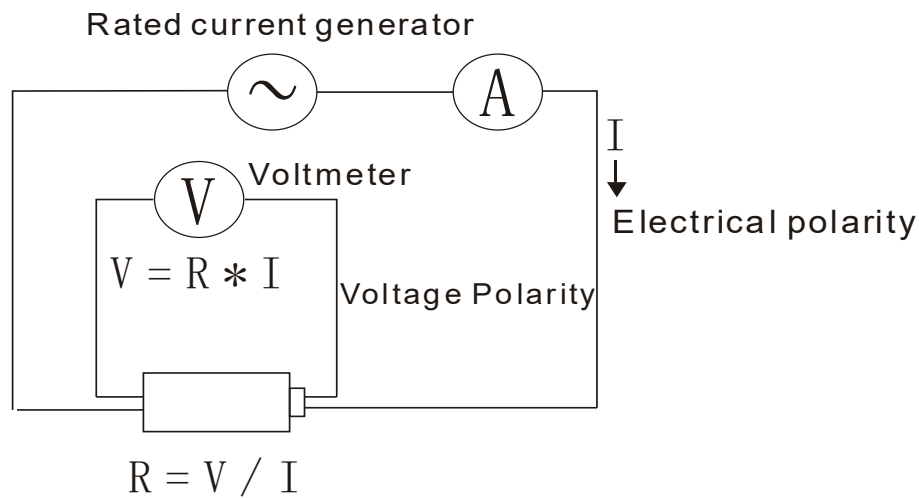 Rated current generator
~
A
I
Electrical polarity
Voltmeter
V
V = R * I
Voltage Polarity
R = V / I